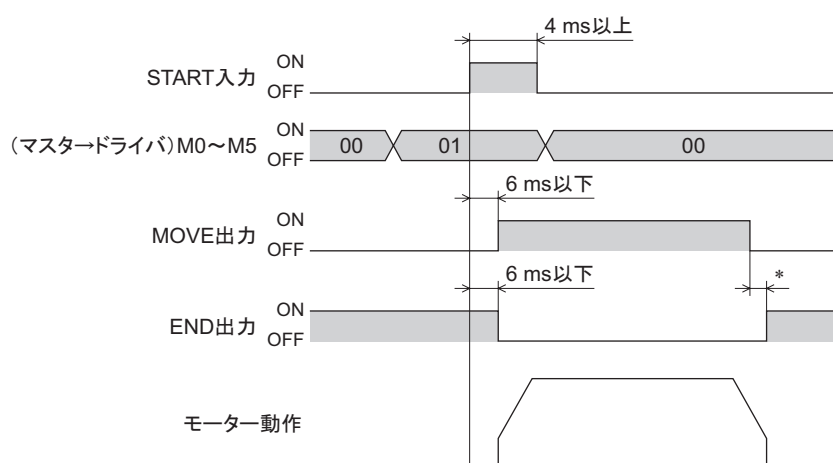 4 ms以上
START入力 ON
OFF
(マスタ→ドライバ)M0〜M5 ON
OFF
00 01 00
6 ms以下
MOVE出力 ON
OFF
6 ms以下 *
END出力 ON
OFF
モーター動作